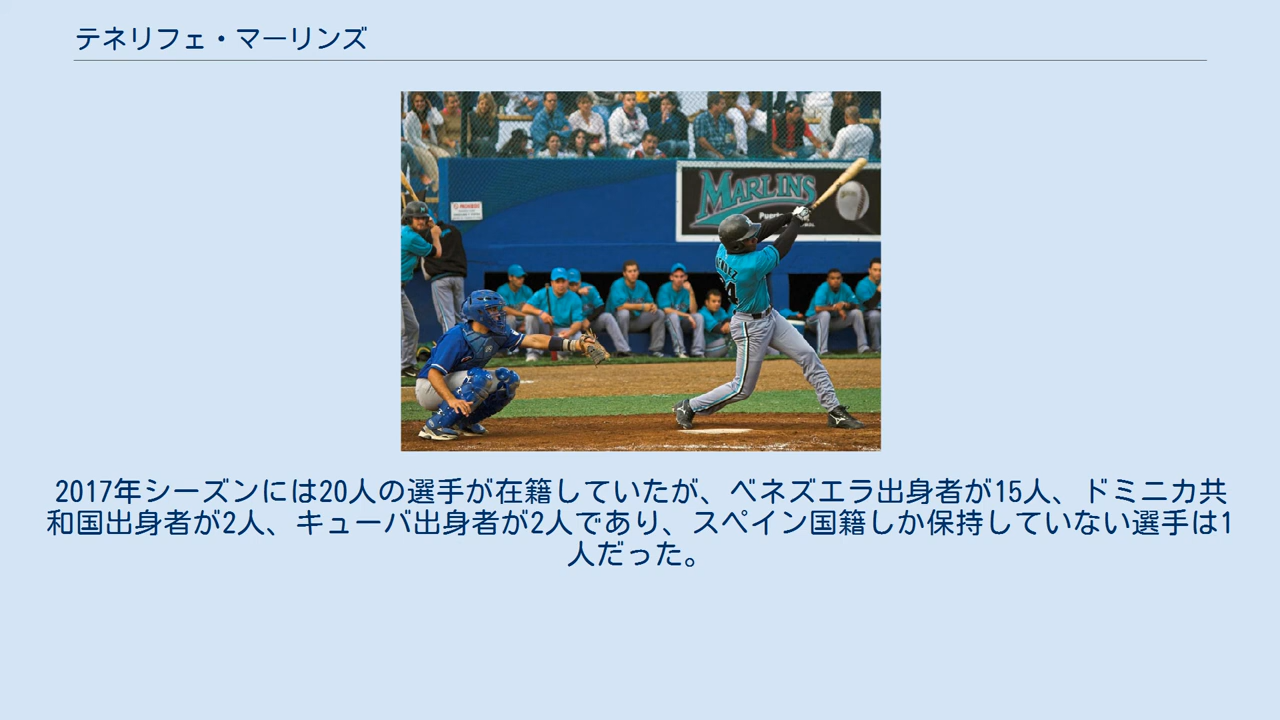 テネリフェ・マーリンズ
MARLINS
2017年シーズンには20人の選手が在籍していたが、ベネズエラ出身者が15人、ドミニカ共
和国出身者が2人、キューバ出身者が2人であり、スペイン国籍しか保持していない選手は1
人だった。